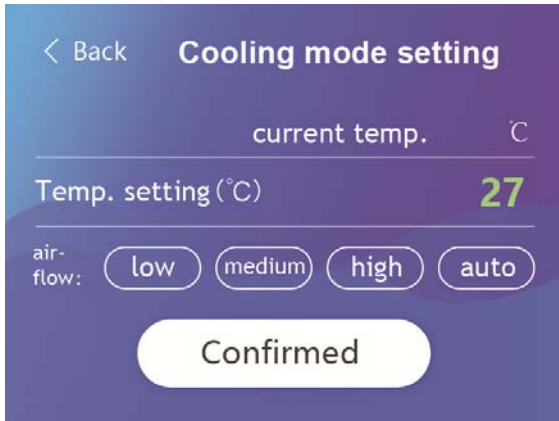 < Back Cooling mode setting
current temp. ℃
Temp. setting(℃) 27
air-
flow: low medium high auto
Confirmed